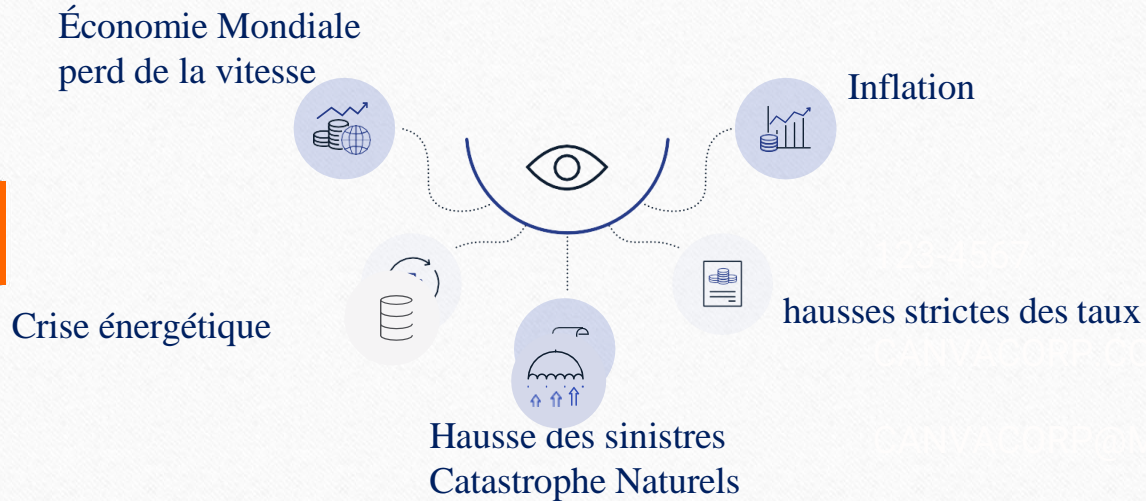 Économie Mondiale
perd de la vitesse
Inflation
Crise énergétique
hausses strictes des taux
Hausse des sinistres
Catastrophe Naturels